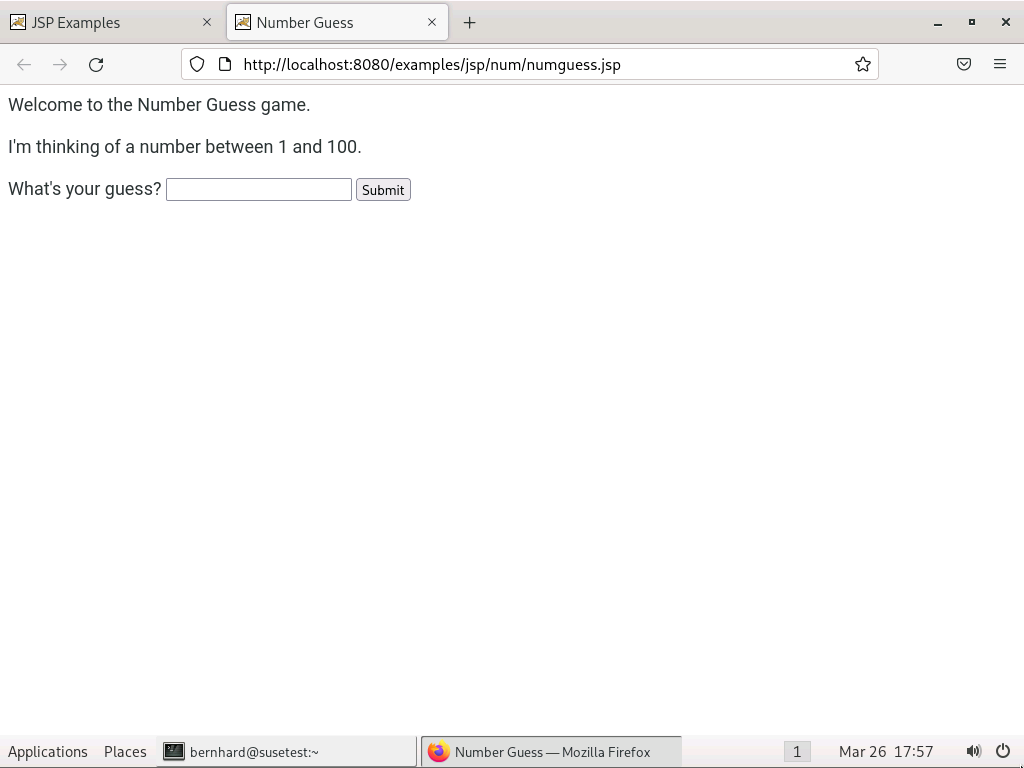 JSP Examples
Number Guess
http://localhost:8080/examples/jsp/num/numguess.jsp
Welcome to the Number Guess game.
I'm thinking of a number between 1 and 100.
What's your guess? Submit
Applications Places bernhard@susetest:~ Number Guess — Mozilla Firefox 1 Mar 26 17:57